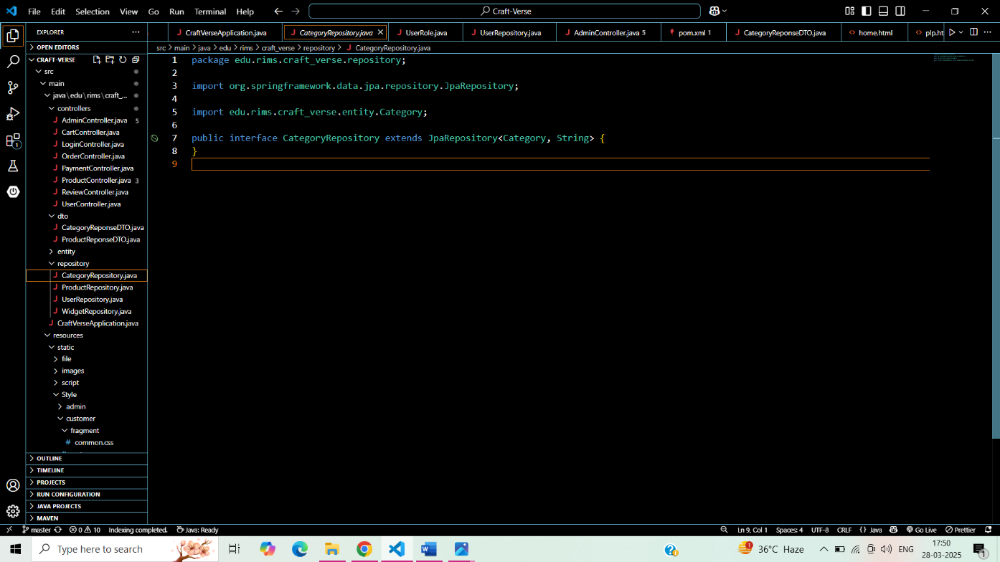 File Edit Selection View Go Run Terminal Help
Craft-Verse
EXPLORER
CraftVerseApplication.java CategoryRepository.java UserRole.java UserRepository.java AdminController.java 5 pom.xml 1 CategoryReponseDTO.java home.html plp.ht
OPEN EDITORS
src > main > java > edu > rims > craft_verse > repository > CategoryRepository.java
CRAFT-VERSE
src
main
java\edu\rims\craft_...
controllers
AdminController.java 5
CartController.java
LoginController.java
OrderController.java
PaymentController.java
ProductController.java 3
ReviewController.java
UserController.java
dto
CategoryReponseDTO.java
ProductReponseDTO.java
entity
repository
CategoryRepository.java
ProductRepository.java
UserRepository.java
WidgetRepository.java
CraftVerseApplication.java
resources
static
file
images
script
Style
admin
customer
fragment
# common.css
OUTLINE
TIMELINE
PROJECTS
RUN CONFIGURATION
JAVA PROJECTS
MAVEN
1 package edu.rims.craft_verse.repository;
2
3 import org.springframework.data.jpa.repository.JpaRepository;
4
5 import edu.rims.craft_verse.entity.Category;
6
7 public interface CategoryRepository extends JpaRepository<Category, String> {
8 }
9
1
master 0 10 Indexing completed. Java: Ready Ln 9, Col 1 Spaces: 4 UTF-8 CRLF {} Java Go Live Prettier
Type here to search
1 36°C Haze ENG
17:50
28-03-2025
1